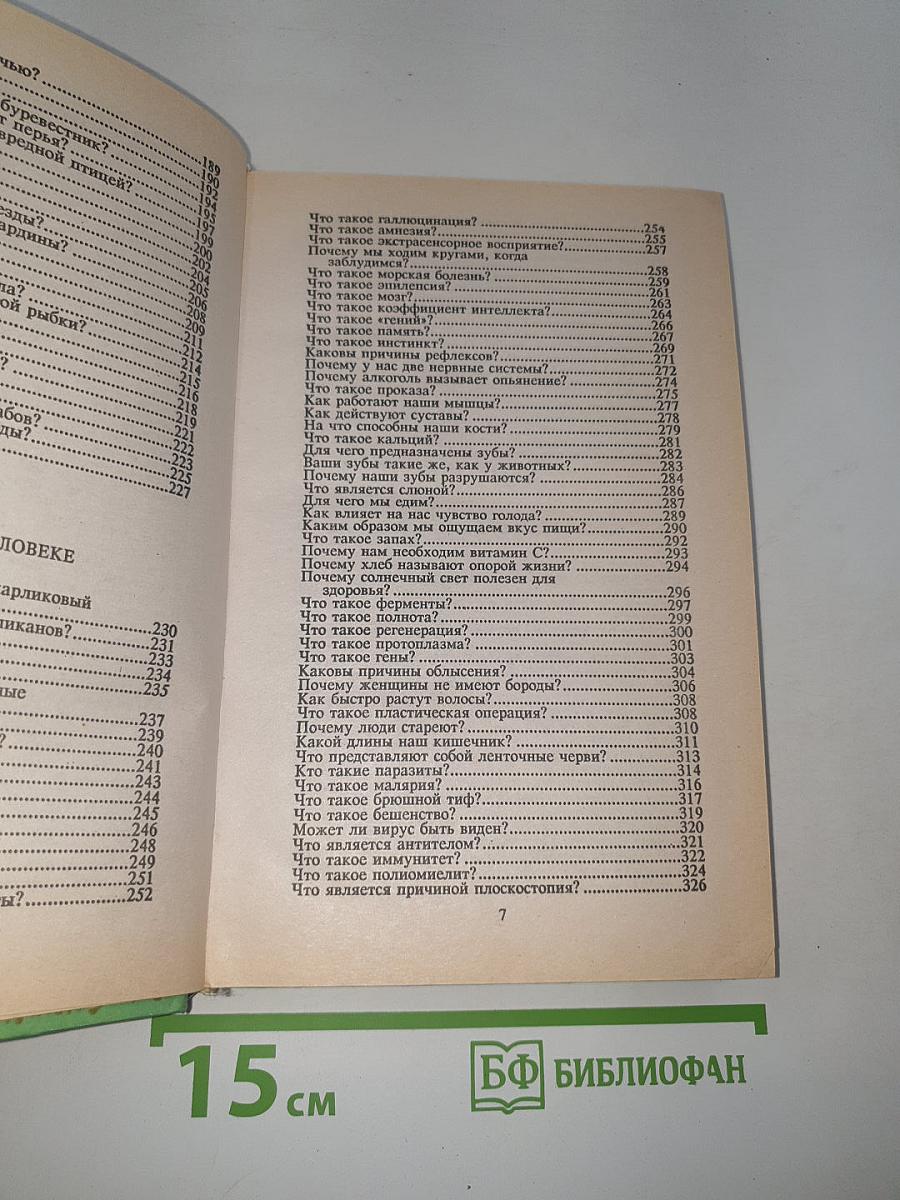 чью?
189
буревестник?
190
т перья?
192
вредной птицей?
194
195
197
199
езды?
200
ардины?
202
204
205
206
ла?
208
ой рыбки?
209
211
212
214
?
215
216
218
219
абов?
221
ды?
222
223
225
227
ЛОВЕКЕ
арликовый
230
ликанов?
231
233
234
235
ные
237
239
?
240
241
243
244
245
246
248
249
251
ты?
252
Что такое галлюцинация? 254
Что такое амнезия? 255
Что такое экстрасенсорное восприятие? 257
Почему мы ходим кругами, когда
заблудимся? 258
Что такое морская болезнь? 259
Что такое эпилепсия? 261
Что такое мозг? 263
Что такое коэффициент интеллекта? 264
Что такое «гений»? 266
Что такое память? 267
Что такое инстинкт? 269
Каковы причины рефлексов? 271
Почему у нас две нервные системы? 272
Почему алкоголь вызывает опьянение? 274
Что такое проказа? 275
Как работают наши мышцы? 277
Как действуют суставы? 278
На что способны наши кости? 279
Что такое кальций? 281
Для чего предназначены зубы? 282
Ваши зубы такие же, как у животных? 283
Почему наши зубы разрушаются? 284
Что является слюной? 286
Для чего мы едим? 287
Как влияет на нас чувство голода? 289
Каким образом мы ощущаем вкус пищи? 290
Что такое запах? 292
Почему нам необходим витамин С? 293
Почему хлеб называют опорой жизни? 294
Почему солнечный свет полезен для
здоровья? 296
Что такое ферменты? 297
Что такое полнота? 299
Что такое регенерация? 300
Что такое протоплазма? 301
Что такое гены? 303
Каковы причины облысения? 304
Почему женщины не имеют бороды? 306
Как быстро растут волосы? 308
Что такое пластическая операция? 308
Почему люди стареют? 310
Какой длины наш кишечник? 311
Что представляют собой ленточные черви? 313
Кто такие паразиты? 314
Что такое малярия? 316
Что такое брюшной тиф? 317
Что такое бешенство? 319
Может ли вирус быть виден? 320
Что является антителом? 321
Что такое иммунитет? 322
Что такое полиомиелит? 324
Что является причиной плоскостопия? 326
7
15 см
БФ БИБЛИОФАН